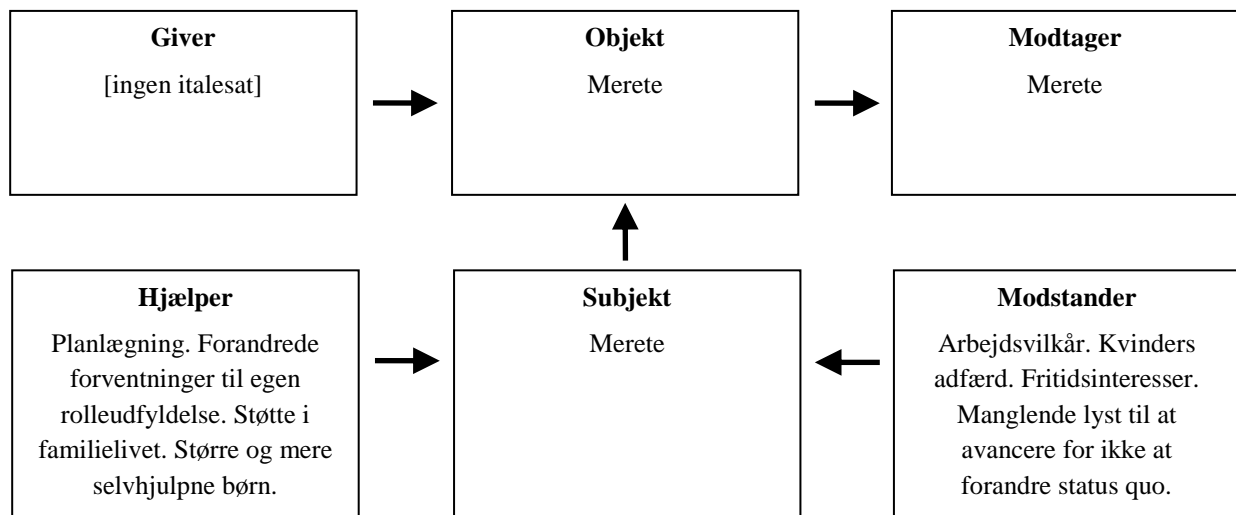 Giver
[ingen italesat]
Objekt
Merete
Modtager
Merete
Hjælper
Planlægning. Forandrede
forventninger til egen
rolleudfyldelse. Støtte i
familielivet. Større og mere
selvhjulpne børn.
Subjekt
Merete
Modstander
Arbejdsvilkår. Kvinders
adfærd. Fritidsinteresser.
Manglende lyst til at
avancere for ikke at
forandre status quo.